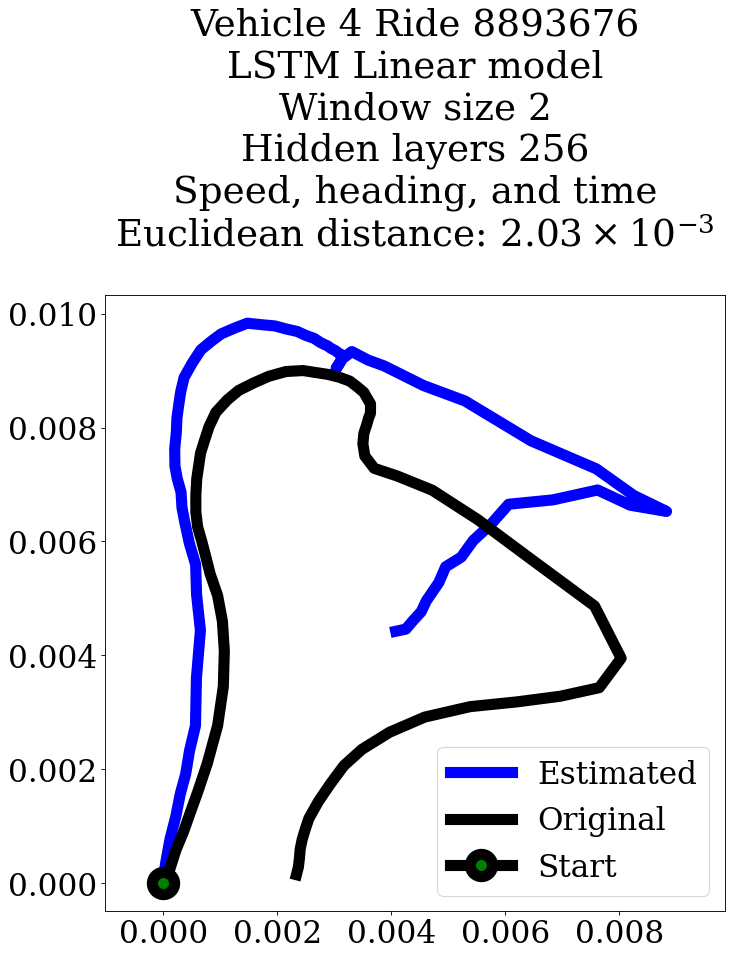 Vehicle 4 Ride 8893676
LSTM Linear model
Window size 2
Hidden layers 256
Speed, heading, and time
Euclidean distance: 2.03 × 10⁻³
0.010
0.008
0.006
0.004
0.002
0.000
Estimated
Original
Start
0.000 0.002 0.004 0.006 0.008